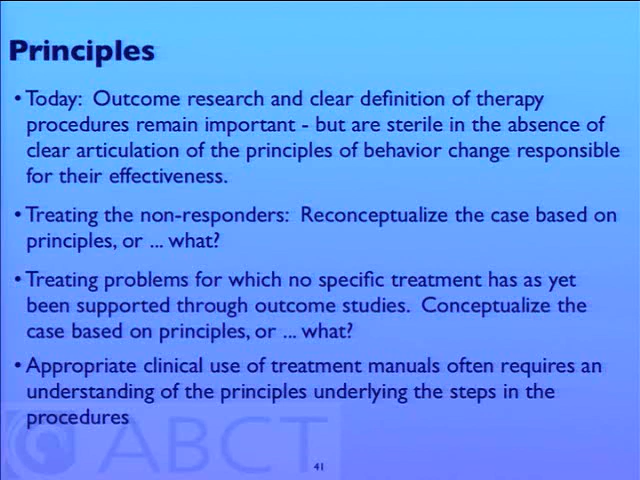 Principles
• Today: Outcome research and clear definition of therapy
procedures remain important - but are sterile in the absence of
clear articulation of the principles of behavior change responsible
for their effectiveness.
• Treating the non-responders: Reconceptualize the case based on
principles, or ... what?
• Treating problems for which no specific treatment has as yet
been supported through outcome studies. Conceptualize the
case based on principles, or ... what?
• Appropriate clinical use of treatment manuals often requires an
understanding of the principles underlying the steps in the
procedures
ABCT
41